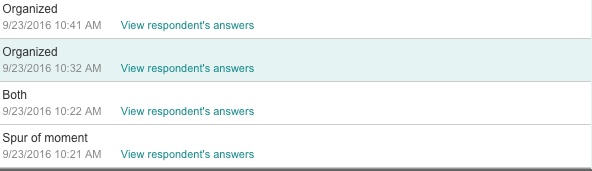 Organized
9/23/2016 10:41 AM View respondent's answers
Organized
9/23/2016 10:32 AM View respondent's answers
Both
9/23/2016 10:22 AM View respondent's answers
Spur of moment
9/23/2016 10:21 AM View respondent's answers